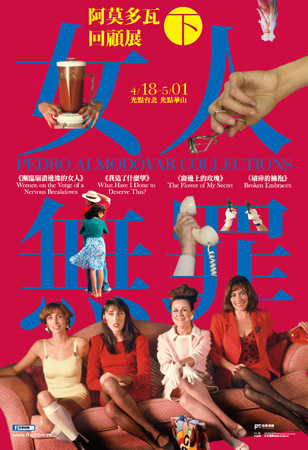 阿莫多瓦
回顧展
下
4/18-5/01
光點台北 光點華山
女人
PEDRO ALMODÓVAR COLLECTIONS
《瀕臨崩潰邊緣的女人》
Women on the Verge of a
Nervous Breakdown
《我造了什麼孽》
What Have I Done to
Deserve This?
《窗邊上的玫瑰》
The Flower of My Secret
《破碎的擁抱》
Broken Embraces
無罪